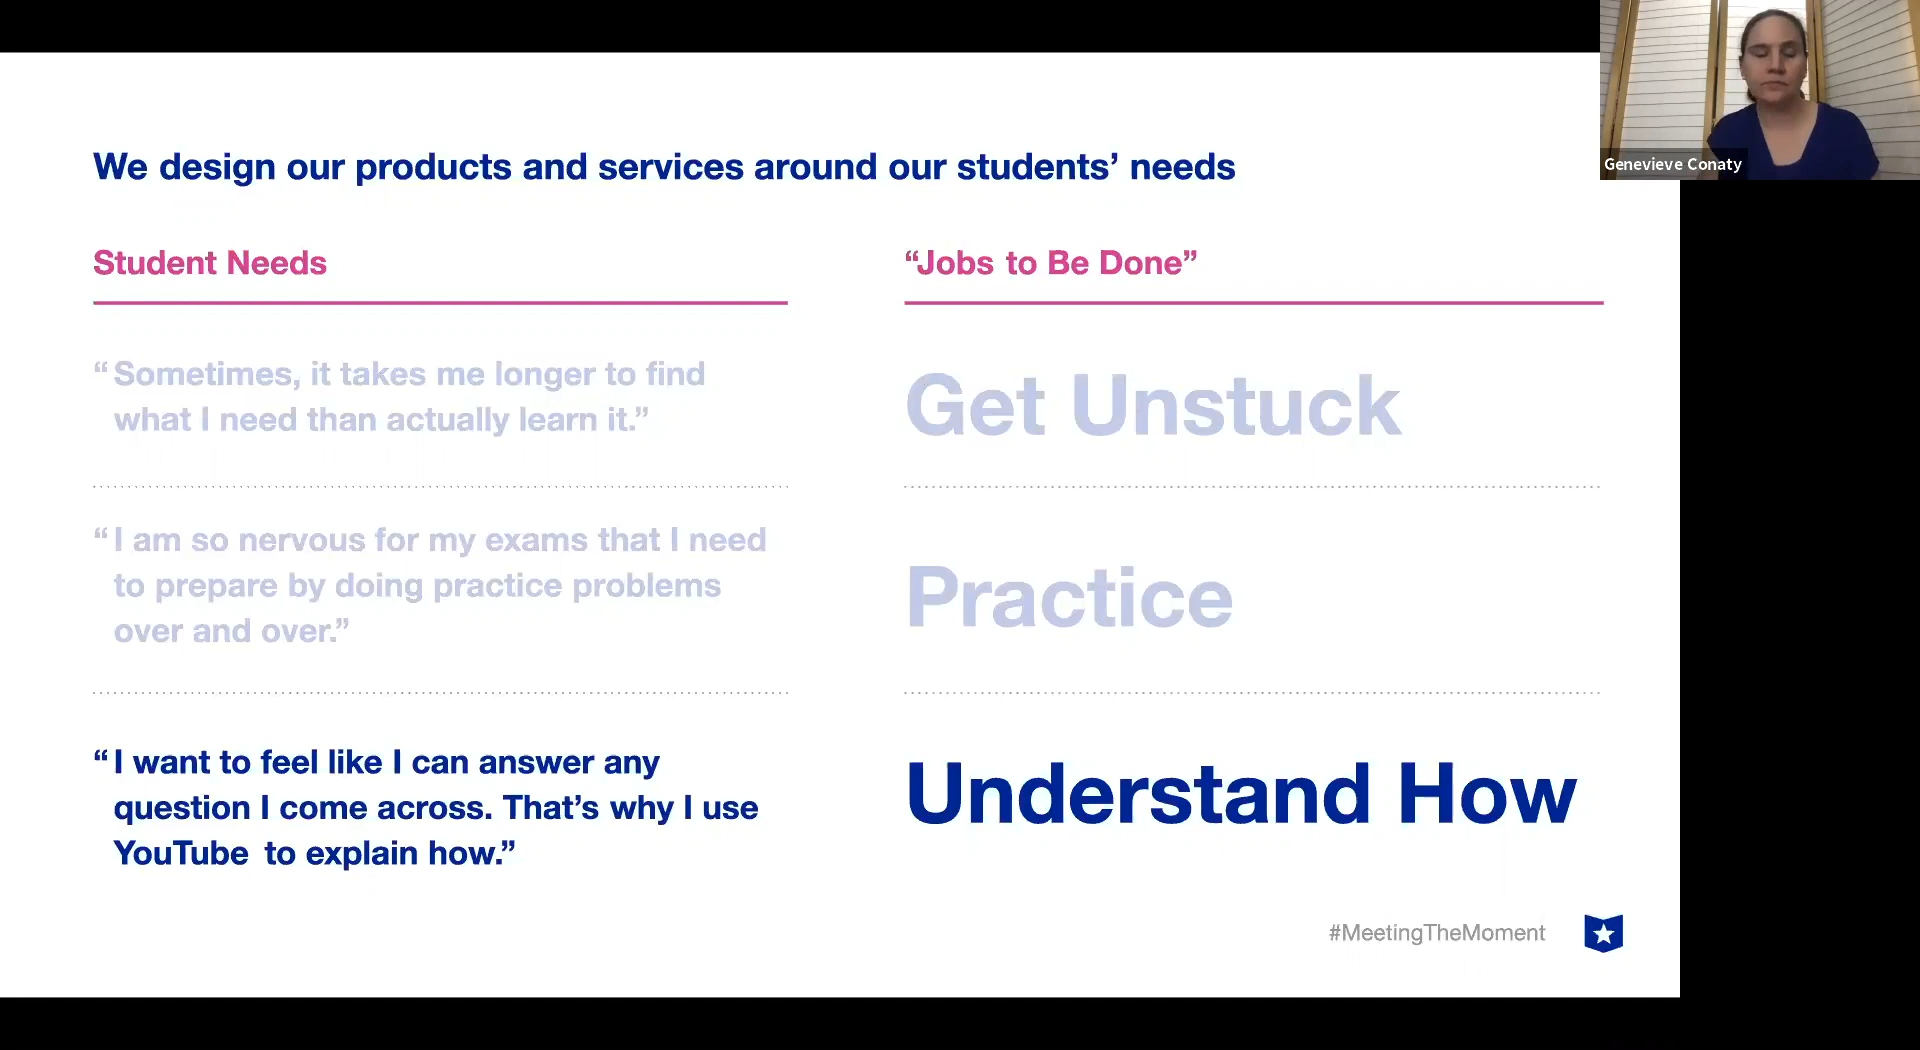 Genevieve Conaty
We design our products and services around our students’ needs
Student Needs
“Jobs to Be Done”
“Sometimes, it takes me longer to find
what I need than actually learn it.”
Get Unstuck
“I am so nervous for my exams that I need
to prepare by doing practice problems
over and over.”
Practice
“I want to feel like I can answer any
question I come across. That’s why I use
YouTube to explain how.”
Understand How
#MeetingTheMoment